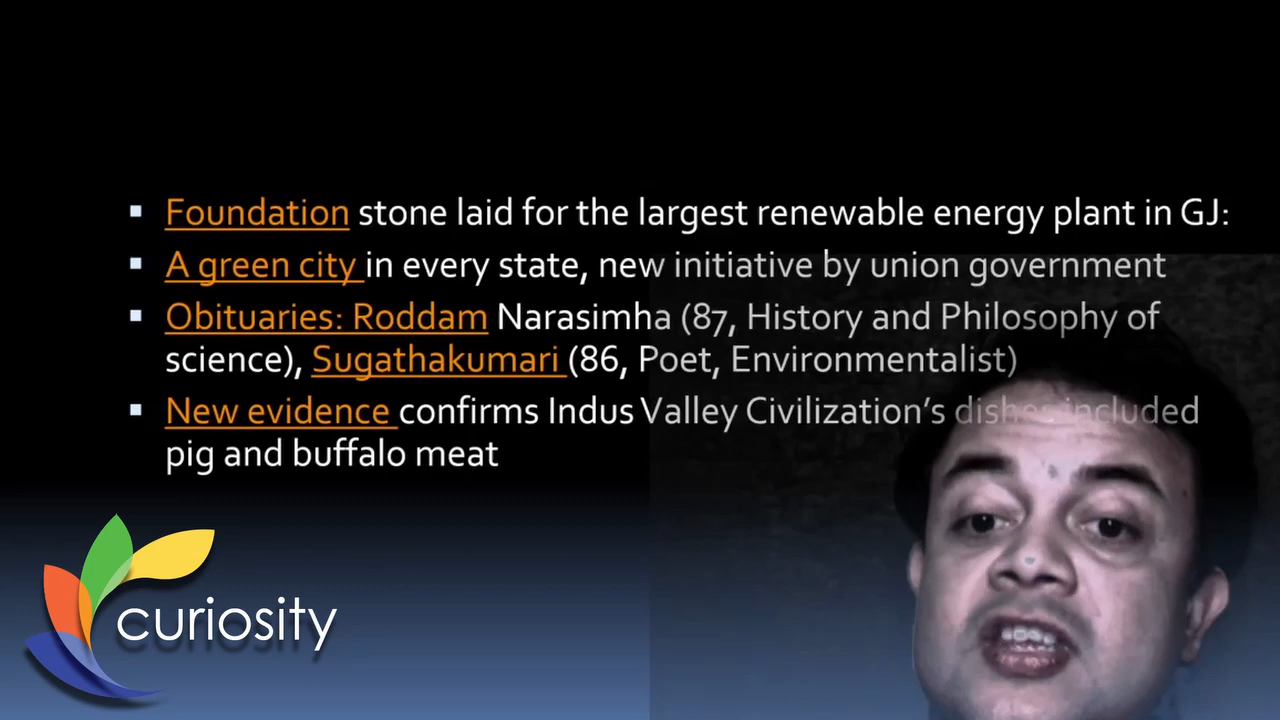 Foundation stone laid for the largest renewable energy plant in GJ:
A green city in every state, new initiative by union government
Obituaries: Roddam Narasimha (87, History and Philosophy of
science), Sugathakumari (86, Poet, Environmentalist)
New evidence confirms Indus Valley Civilization’s dishes included
pig and buffalo meat
curiosity